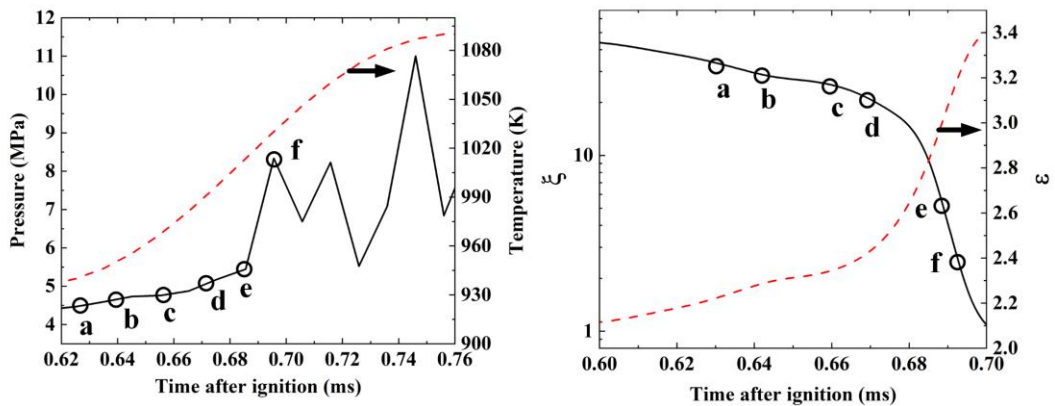 12
11
10
9
8
7
6
5
4
Pressure (MPa)
a
b
c
d
e
f
1080
1050
1013
990
960
930
900
Temperature (K)
0.62 0.64 0.66 0.68 0.70 0.72 0.74 0.76
Time after ignition (ms)
10
1
ξ
a
b
c
d
e
f
3.4
3.2
3.0
2.8
2.6
2.4
2.2
2.0
ε
0.60 0.62 0.64 0.66 0.68 0.70
Time after ignition (ms)